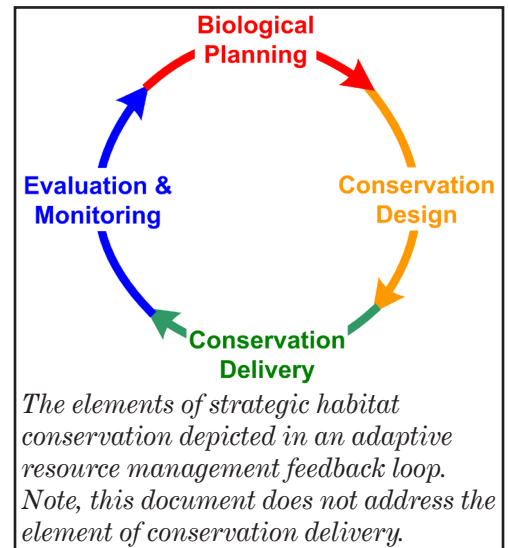 Biological
Planning
Evaluation &
Monitoring
Conservation
Design
Conservation
Delivery
The elements of strategic habitat
conservation depicted in an adaptive
resource management feedback loop.
Note, this document does not address the
element of conservation delivery.